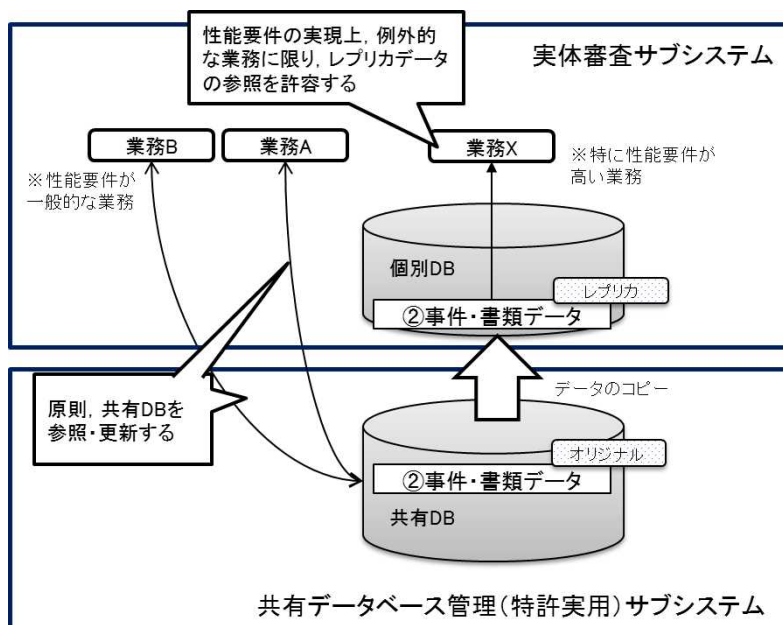 性能要件の実現上，例外的
な業務に限り，レプリカデータ
の参照を許容する
実体審査サブシステム
業務B
業務A
業務X
※性能要件が
一般的な業務
※特に性能要件が
高い業務
個別DB
レプリカ
②事件・書類データ
原則，共有DBを
参照・更新する
データのコピー
オリジナル
②事件・書類データ
共有DB
共有データベース管理（特許実用）サブシステム